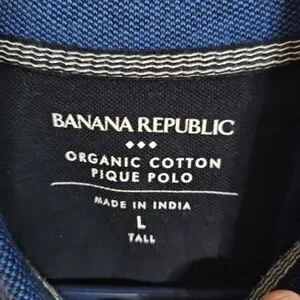 BANANA REPUBLIC
ORGANIC COTTON
PIQUE POLO
MADE IN INDIA
L
TALL